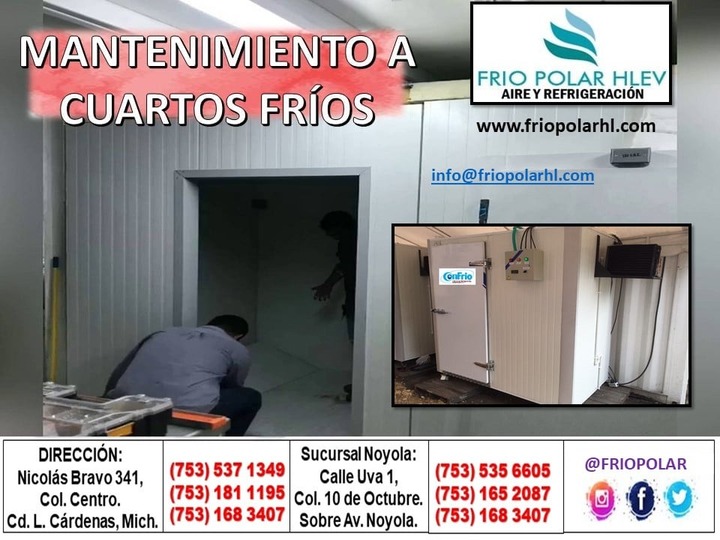 MANTENIMIENTO A
CUARTOS FRÍOS
FRIO POLAR HLEV
AIRE Y REFRIGERACIÓN
www.friopolarhl.com
info@friopolarhl.com
ConFrio
DIRECCIÓN:
Nicolás Bravo 341,
Col. Centro.
Cd. L. Cárdenas, Mich.
(753) 537 1349
(753) 181 1195
(753) 168 3407
Sucursal Noyola:
Calle Uva 1,
Col. 10 de Octubre.
Sobre Av. Noyola.
(753) 535 6605
(753) 165 2087
(753) 168 3407
@FRIOPOLAR